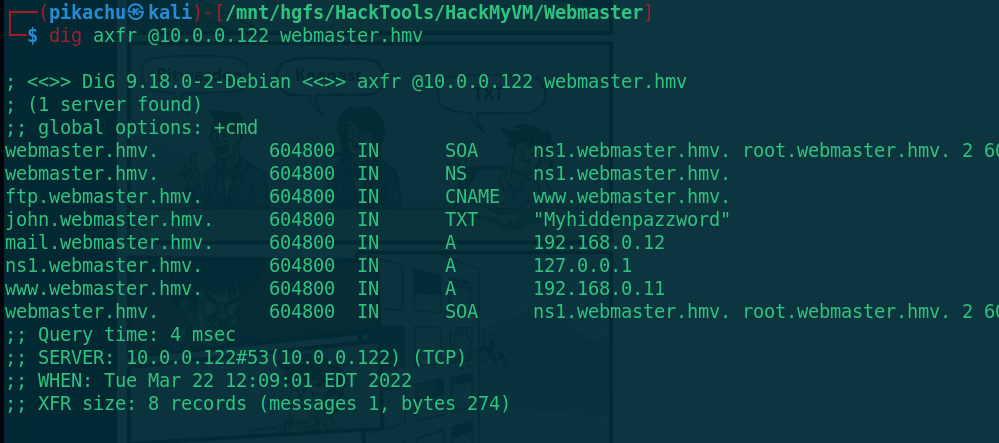 ┌──(pikachu㉿kali)-[/mnt/hgfs/HackTools/HackMyVM/Webmaster]
└─$ dig axfr @10.0.0.122 webmaster.hmv
; <<>> DiG 9.18.0-2-Debian <<>> axfr @10.0.0.122 webmaster.hmv
; (1 server found)
;; global options: +cmd
webmaster.hmv. 604800 IN SOA ns1.webmaster.hmv. root.webmaster.hmv. 2 60
webmaster.hmv. 604800 IN NS ns1.webmaster.hmv.
ftp.webmaster.hmv. 604800 IN CNAME www.webmaster.hmv.
john.webmaster.hmv. 604800 IN TXT "Myhiddenpazzword"
mail.webmaster.hmv. 604800 IN A 192.168.0.12
ns1.webmaster.hmv. 604800 IN A 127.0.0.1
www.webmaster.hmv. 604800 IN A 192.168.0.11
webmaster.hmv. 604800 IN SOA ns1.webmaster.hmv. root.webmaster.hmv. 2 60
;; Query time: 4 msec
;; SERVER: 10.0.0.122#53(10.0.0.122) (TCP)
;; WHEN: Tue Mar 22 12:09:01 EDT 2022
;; XFR size: 8 records (messages 1, bytes 274)
TXT